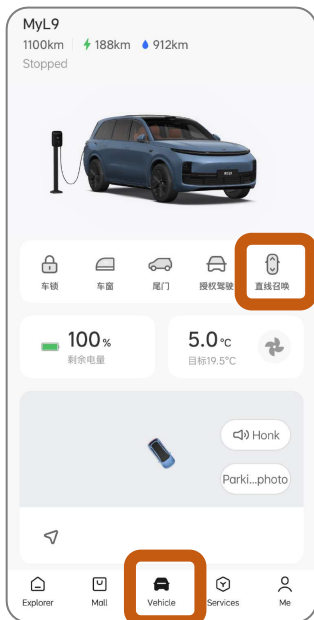 MyL9
1100km 188km 912km
Stopped
车锁 车窗 尾门 授权驾驶 直线召唤
100% 5.0°C
剩余电量 目标19.5°C
Honk
Parki...photo
Explorer Mall Vehicle Services Me